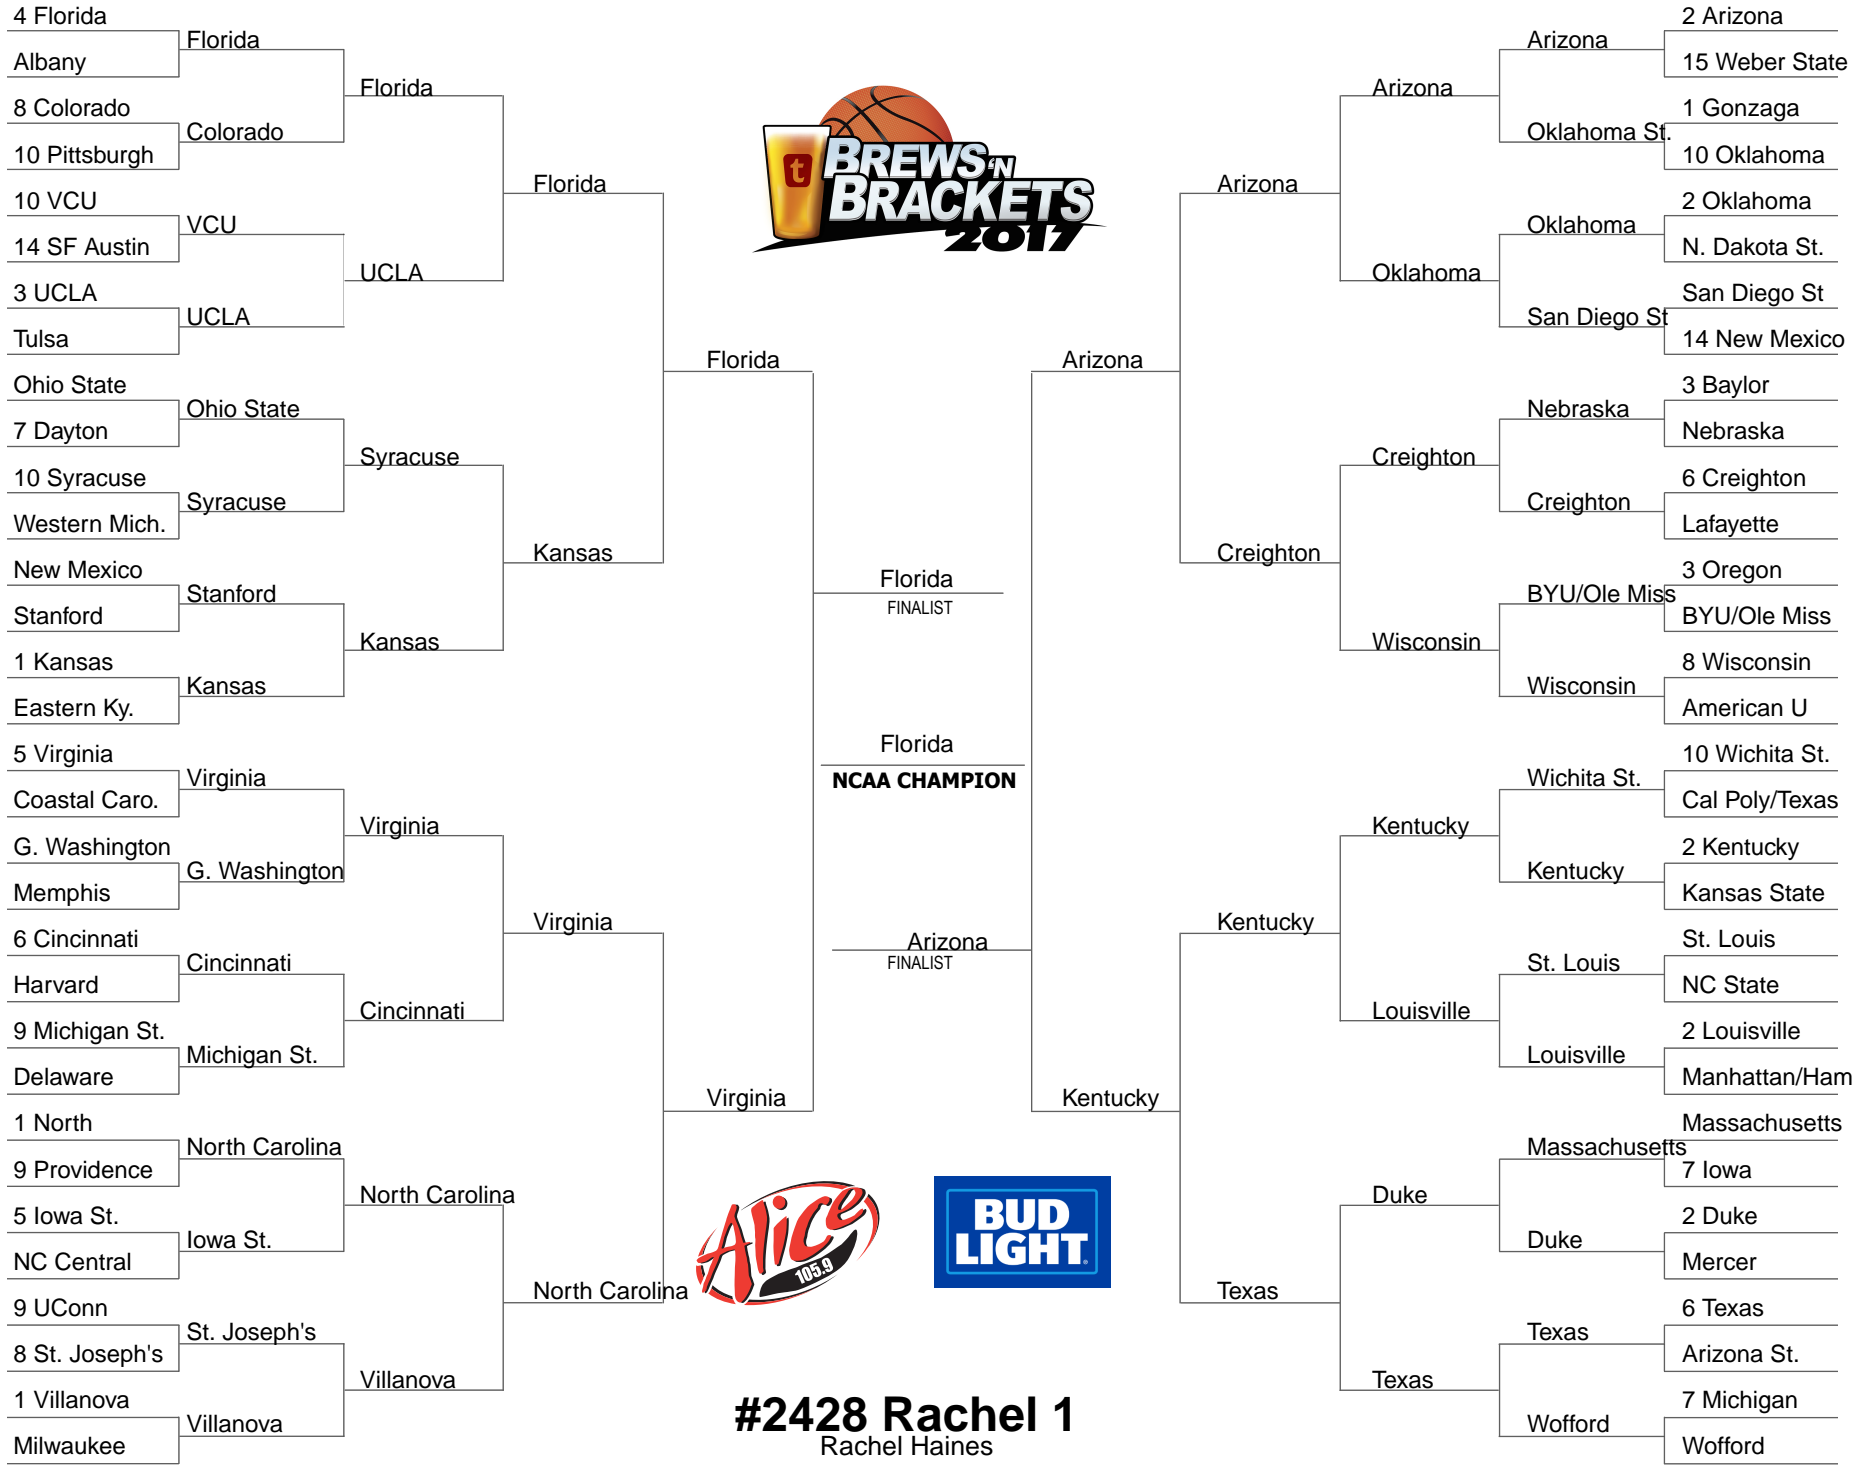 4 Florida
Albany
8 Colorado
10 Pittsburgh
10 VCU
14 SF Austin
3 UCLA
Tulsa
Ohio State
7 Dayton
10 Syracuse
Western Mich.
New Mexico
Stanford
1 Kansas
Eastern Ky.
5 Virginia
Coastal Caro.
G. Washington
Memphis
6 Cincinnati
Harvard
9 Michigan St.
Delaware
1 North
9 Providence
5 Iowa St.
NC Central
9 UConn
8 St. Joseph's
1 Villanova
Milwaukee
Florida
Colorado
VCU
UCLA
Ohio State
Syracuse
Stanford
Kansas
Virginia
G. Washington
Cincinnati
Michigan St.
North Carolina
Iowa St.
St. Joseph's
Villanova
Florida
UCLA
Syracuse
Kansas
Virginia
Cincinnati
North Carolina
Villanova
Florida
Kansas
Virginia
North Carolina
Florida
Virginia
t
BREWS 'N
BRACKETS
2017
Florida
FINALIST
Florida
NCAA CHAMPION
Arizona
FINALIST
Alice
105.9
BUD
LIGHT
#2428 Rachel 1
Rachel Haines
Arizona
Kentucky
Arizona
Creighton
Kentucky
Texas
Arizona
Oklahoma
Creighton
Wisconsin
Kentucky
Louisville
Duke
Texas
Arizona
Oklahoma St.
Oklahoma
San Diego St
Nebraska
Creighton
BYU/Ole Miss
Wisconsin
Wichita St.
Kentucky
St. Louis
Louisville
Massachusetts
Duke
Texas
Wofford
2 Arizona
15 Weber State
1 Gonzaga
10 Oklahoma
2 Oklahoma
N. Dakota St.
San Diego St
14 New Mexico
3 Baylor
Nebraska
6 Creighton
Lafayette
3 Oregon
BYU/Ole Miss
8 Wisconsin
American U
10 Wichita St.
Cal Poly/Texas
2 Kentucky
Kansas State
St. Louis
NC State
2 Louisville
Manhattan/Ham
Massachusetts
7 Iowa
2 Duke
Mercer
6 Texas
Arizona St.
7 Michigan
Wofford